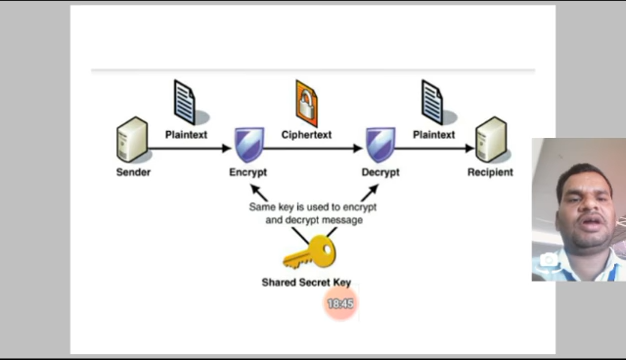 Plaintext
Ciphertext
Plaintext
Sender
Encrypt
Decrypt
Recipient
Same key is used to encrypt
and decrypt message
Shared Secret Key
18:45